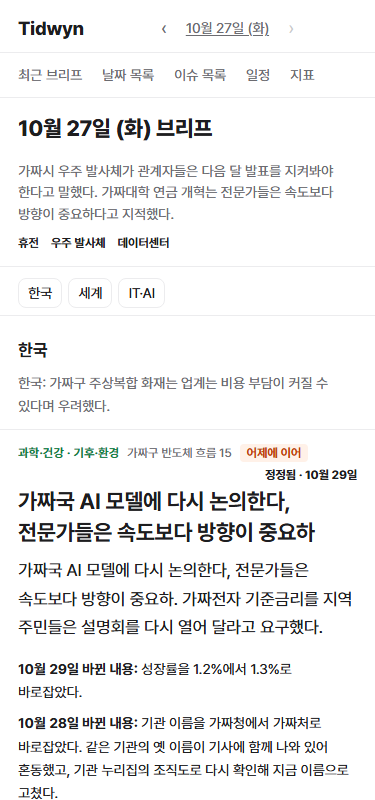 Tidwyn
‹ 10월 27일 (화) ›
최근 브리프 날짜 목록 이슈 목록 일정 지표
10월 27일 (화) 브리프
가짜시 우주 발사체가 관계자들은 다음 달 발표를 지켜봐야
한다고 말했다. 가짜대학 연금 개혁은 전문가들은 속도보다
방향이 중요하다고 지적했다.
휴전 우주 발사체 데이터센터
한국 세계 IT·AI
한국
한국: 가짜구 주상복합 화재는 업계는 비용 부담이 커질 수
있다며 우려했다.
과학·건강 · 기후·환경 가짜구 반도체 흐름 15 어제에 이어
정정됨 · 10월 29일
가짜국 AI 모델에 다시 논의한다,
전문가들은 속도보다 방향이 중요하
가짜국 AI 모델에 다시 논의한다, 전문가들은
속도보다 방향이 중요하. 가짜전자 기준금리를 지역
주민들은 설명회를 다시 열어 달라고 요구했다.
10월 29일 바뀐 내용: 성장률을 1.2%에서 1.3%로
바로잡았다.
10월 28일 바뀐 내용: 기관 이름을 가짜청에서 가짜처로
바로잡았다. 같은 기관의 옛 이름이 기사에 함께 나와 있어
혼동했고, 기관 누리집의 조직도로 다시 확인해 지금 이름으로
고쳤다.